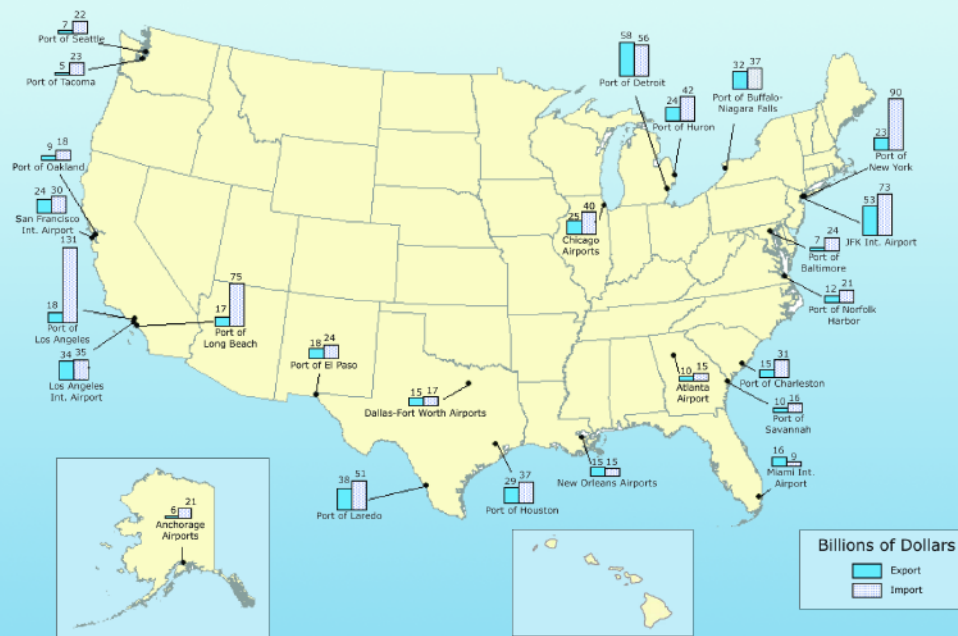 7 22
Port of Seattle
5 23
Port of Tacoma
9 18
Port of Oakland
24 30
San Francisco
Int. Airport
18 131
Port of
Los Angeles
34 35
Los Angeles
Int. Airport
17 75
Port of
Long Beach
18 24
Port of El Paso
15 17
Dallas-Fort Worth Airports
38 51
Port of Laredo
29 37
Port of Houston
15 15
New Orleans Airports
25 40
Chicago
Airports
58 56
Port of Detroit
24 42
Port of Huron
32 37
Port of Buffalo-
Niagara Falls
23 90
Port of
New York
53 73
JFK Int. Airport
7 24
Port of
Baltimore
12 21
Port of Norfolk
Harbor
15 31
Port of Charleston
10 15
Atlanta
Airport
10 16
Port of
Savannah
16 9
Miami Int.
Airport
6 21
Anchorage
Airports
Billions of Dollars
Export
Import